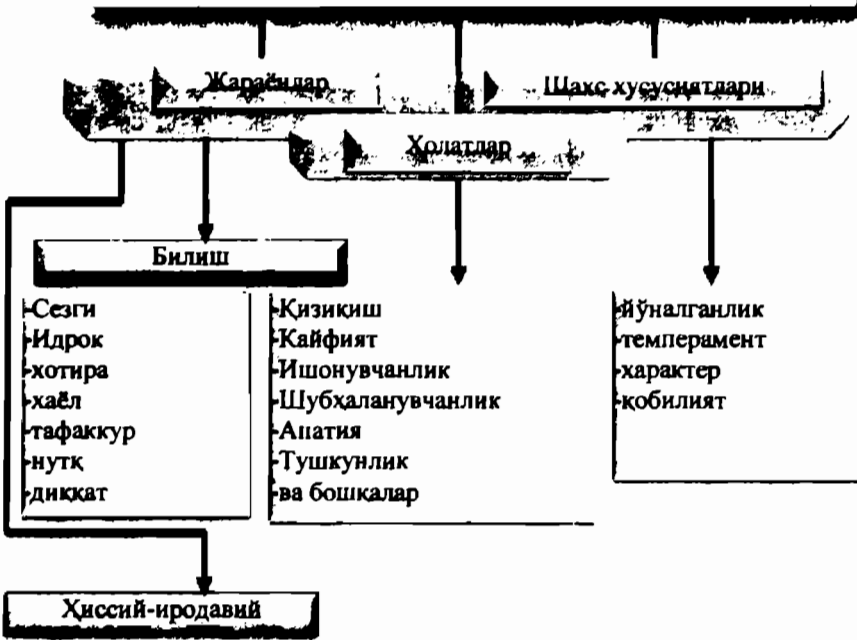 Жараёнлар
Шахс хусусиятлари
Ҳолатлар
Билиш
Сезги
Идрок
хотира
хаёл
тафаккур
нутқ
диққат
Қизиқиш
Кайфият
Ишонувчанлик
Шубҳаланувчанлик
Апатия
Тушкунлик
ва бошқалар
йўналганлик
темперамент
характер
қобилият
Ҳиссий-иродавий